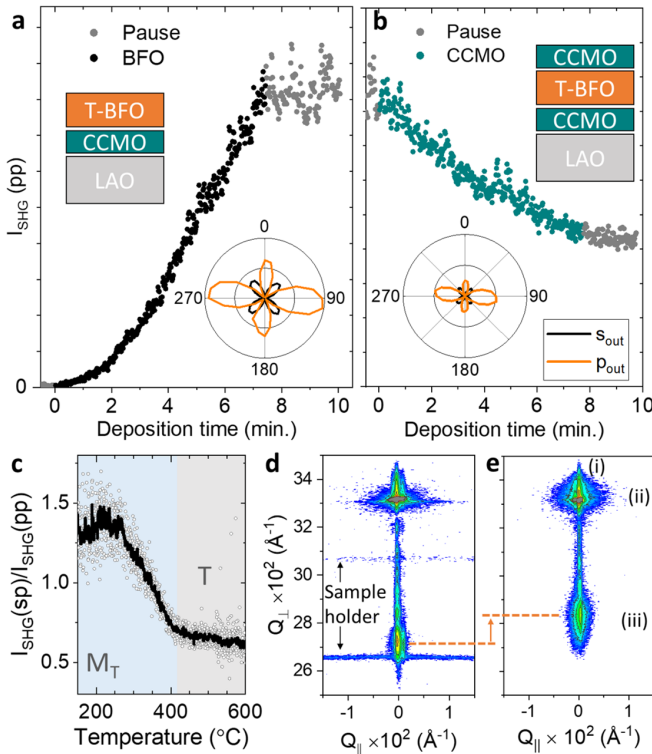 a
Pause
BFO
T-BFO
CCMO
LAO
I_SHG (pp)
0
0
90
180
270
0 2 4 6 8 10
Deposition time (min.)
b
Pause
CCMO
CCMO
T-BFO
CCMO
LAO
0
90
180
270
s_out
p_out
0 2 4 6 8 10
Deposition time (min.)
c
I_SHG(sp)/I_SHG(pp)
1.5
1.0
0.5
T
M_T
200 400 600
Temperature (°C)
d
Q⊥ ×10² (Å⁻¹)
34
32
30
28
26
Sample
holder
-1 0 1
Q∥ ×10² (Å⁻¹)
e
(i)
(ii)
(iii)
-1 0 1
Q|| ×10² (Å⁻¹)